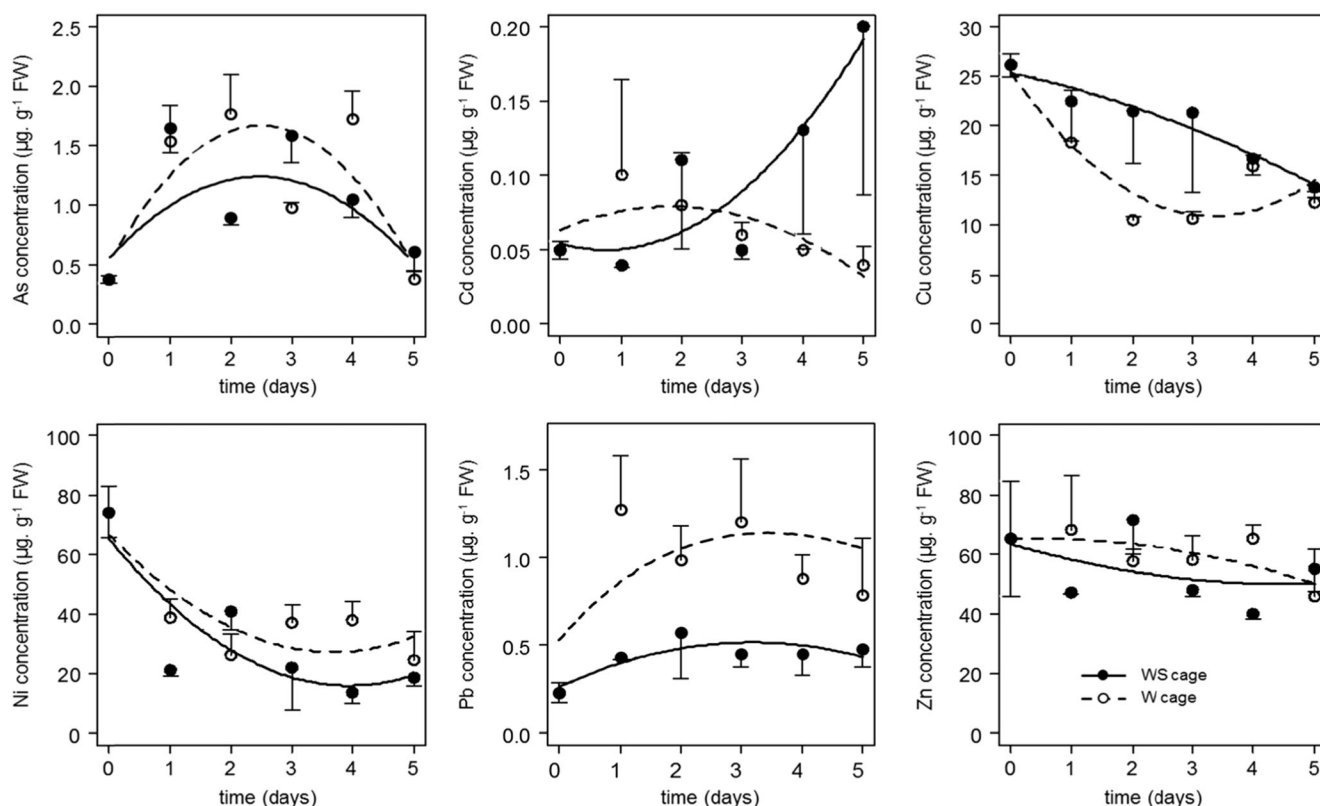 As concentration (µg. g⁻¹ FW)
2.5
2.0
1.5
1.0
0.5
0.0
0 1 2 3 4 5
time (days)
Cd concentration (µg. g⁻¹ FW)
0.20
0.15
0.10
0.05
0.00
0 1 2 3 4 5
time (days)
Cu concentration (µg. g⁻¹ FW)
30
25
20
15
10
5
0
0 1 2 3 4 5
time (days)
Ni concentration (µg. g⁻¹ FW)
100
80
60
40
20
0
0 1 2 3 4 5
time (days)
Pb concentration (µg. g⁻¹ FW)
1.5
1.0
0.5
0.0
0 1 2 3 4 5
time (days)
Zn concentration (µg. g⁻¹ FW)
100
80
60
40
20
0
WS cage
W cage
0 1 2 3 4 5
time (days)